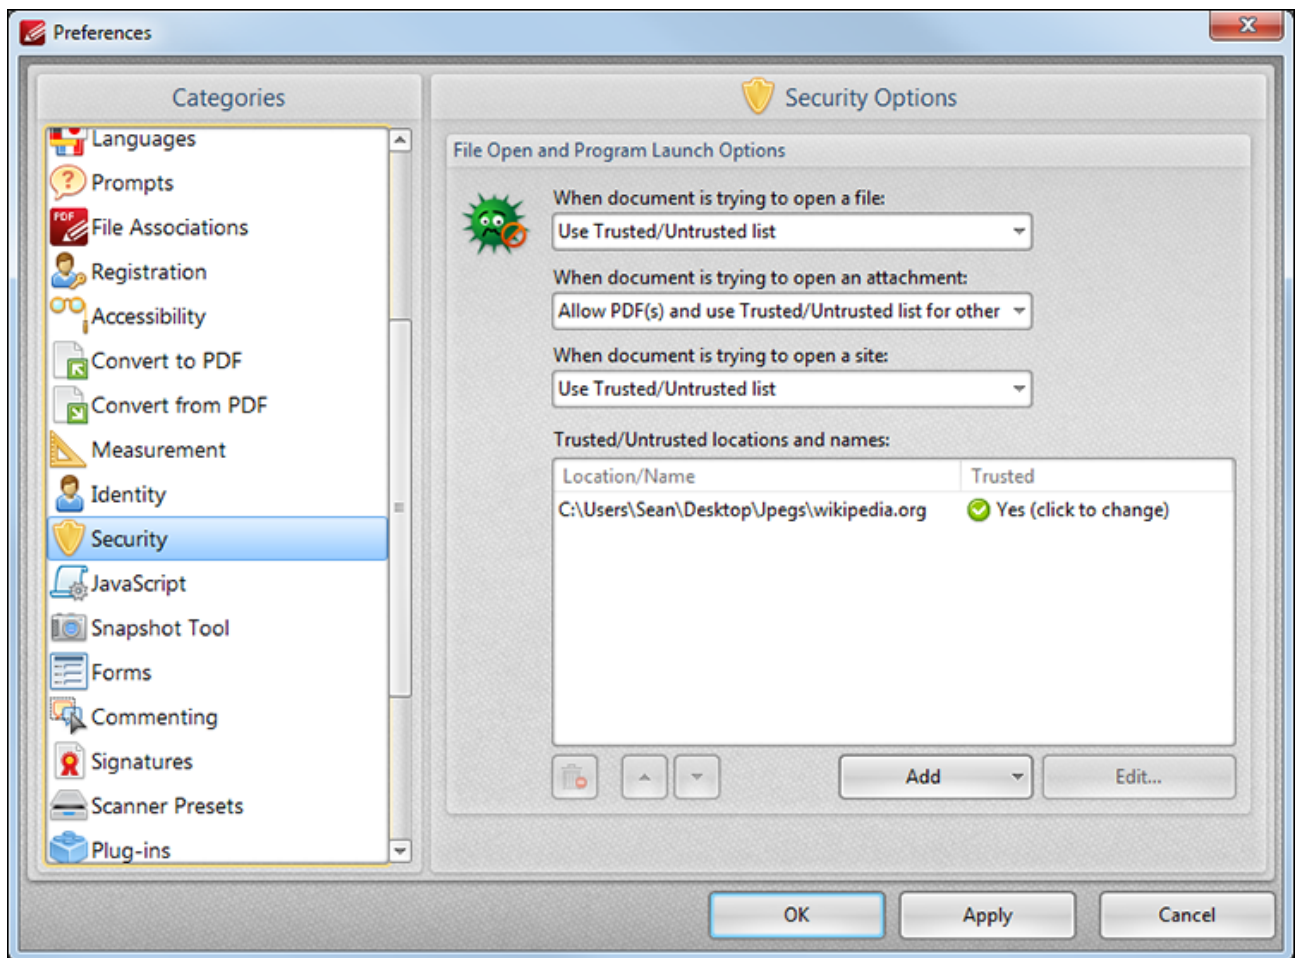 Preferences
Categories
Languages
Prompts
PDF
File Associations
Registration
Accessibility
Convert to PDF
Convert from PDF
Measurement
Identity
Security
JavaScript
Snapshot Tool
Forms
Commenting
Signatures
Scanner Presets
Plug-ins
Security Options
File Open and Program Launch Options
When document is trying to open a file:
Use Trusted/Untrusted list
When document is trying to open an attachment:
Allow PDF(s) and use Trusted/Untrusted list for other
When document is trying to open a site:
Use Trusted/Untrusted list
Trusted/Untrusted locations and names:
Location/Name Trusted
C:\Users\Sean\Desktop\Jpegs\wikipedia.org Yes (click to change)
Add Edit...
OK Apply Cancel